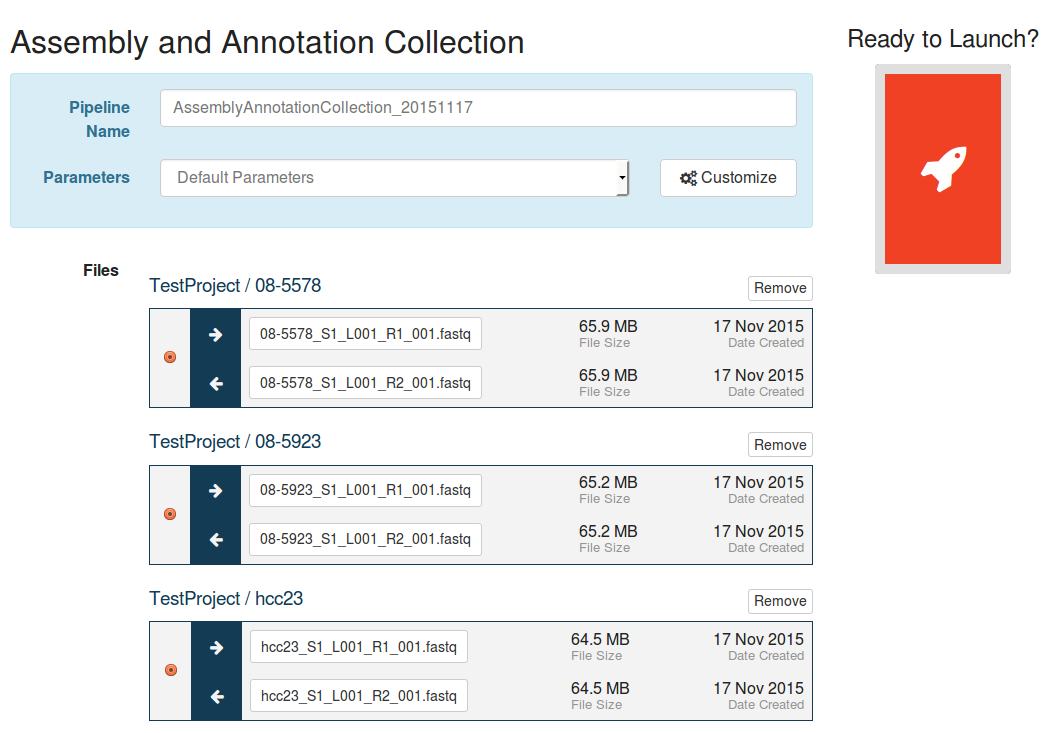 Assembly and Annotation Collection
Ready to Launch?
Pipeline
Name
AssemblyAnnotationCollection_20151117
Parameters
Default Parameters
Customize
Files
TestProject / 08-5578
Remove
08-5578_S1_L001_R1_001.fastq
65.9 MB
File Size
17 Nov 2015
Date Created
08-5578_S1_L001_R2_001.fastq
65.9 MB
File Size
17 Nov 2015
Date Created
TestProject / 08-5923
Remove
08-5923_S1_L001_R1_001.fastq
65.2 MB
File Size
17 Nov 2015
Date Created
08-5923_S1_L001_R2_001.fastq
65.2 MB
File Size
17 Nov 2015
Date Created
TestProject / hcc23
Remove
hcc23_S1_L001_R1_001.fastq
64.5 MB
File Size
17 Nov 2015
Date Created
hcc23_S1_L001_R2_001.fastq
64.5 MB
File Size
17 Nov 2015
Date Created